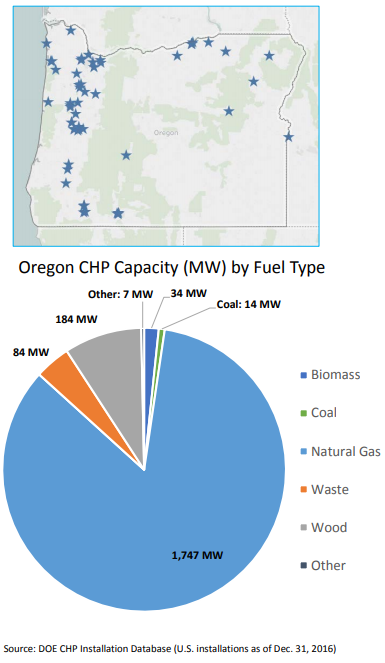 Oregon
Oregon CHP Capacity (MW) by Fuel Type
Other: 7 MW
34 MW
Coal: 14 MW
184 MW
84 MW
1,747 MW
Biomass
Coal
Natural Gas
Waste
Wood
Other
Source: DOE CHP Installation Database (U.S. installations as of Dec. 31, 2016)